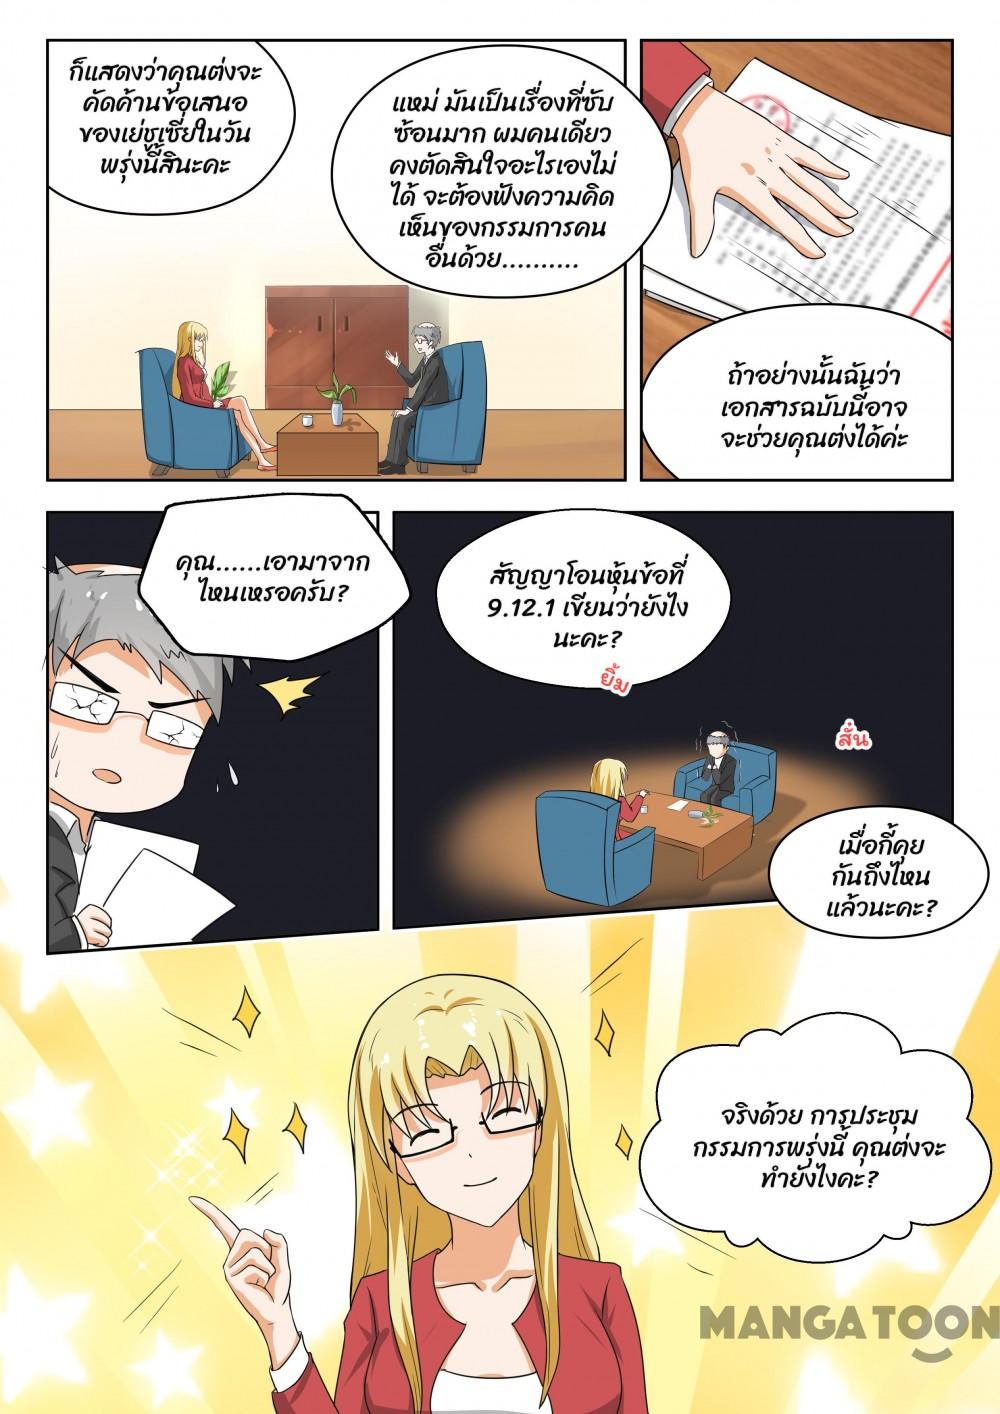 ก็แสดงว่าคุณต่งจะ
คัดค้านข้อเสนอ
ของเย่ชูเซี่ยในวัน
พรุ่งนี้สินะคะ
แหม่ มันเป็นเรื่องที่ซับ
ซ้อนมาก ผมคนเดียว
คงตัดสินใจอะไรเองไม่
ได้ จะต้องฟังความคิด
เห็นของกรรมการคน
อื่นด้วย..........
ถ้าอย่างนั้นฉันว่า
เอกสารฉบับนี้อาจ
จะช่วยคุณต่งได้ค่ะ
คุณ......เอามาจาก
ไหนเหรอครับ?
สัญญาโอนหุ้นข้อที่
9.12.1 เขียนว่ายังไง
นะคะ?
ยิ้ม
สั่น
เมื่อกี้คุย
กันถึงไหน
แล้วนะคะ?
จริงด้วย การประชุม
กรรมการพรุ่งนี้ คุณต่งจะ
ทำยังไงคะ?
MANGATOON